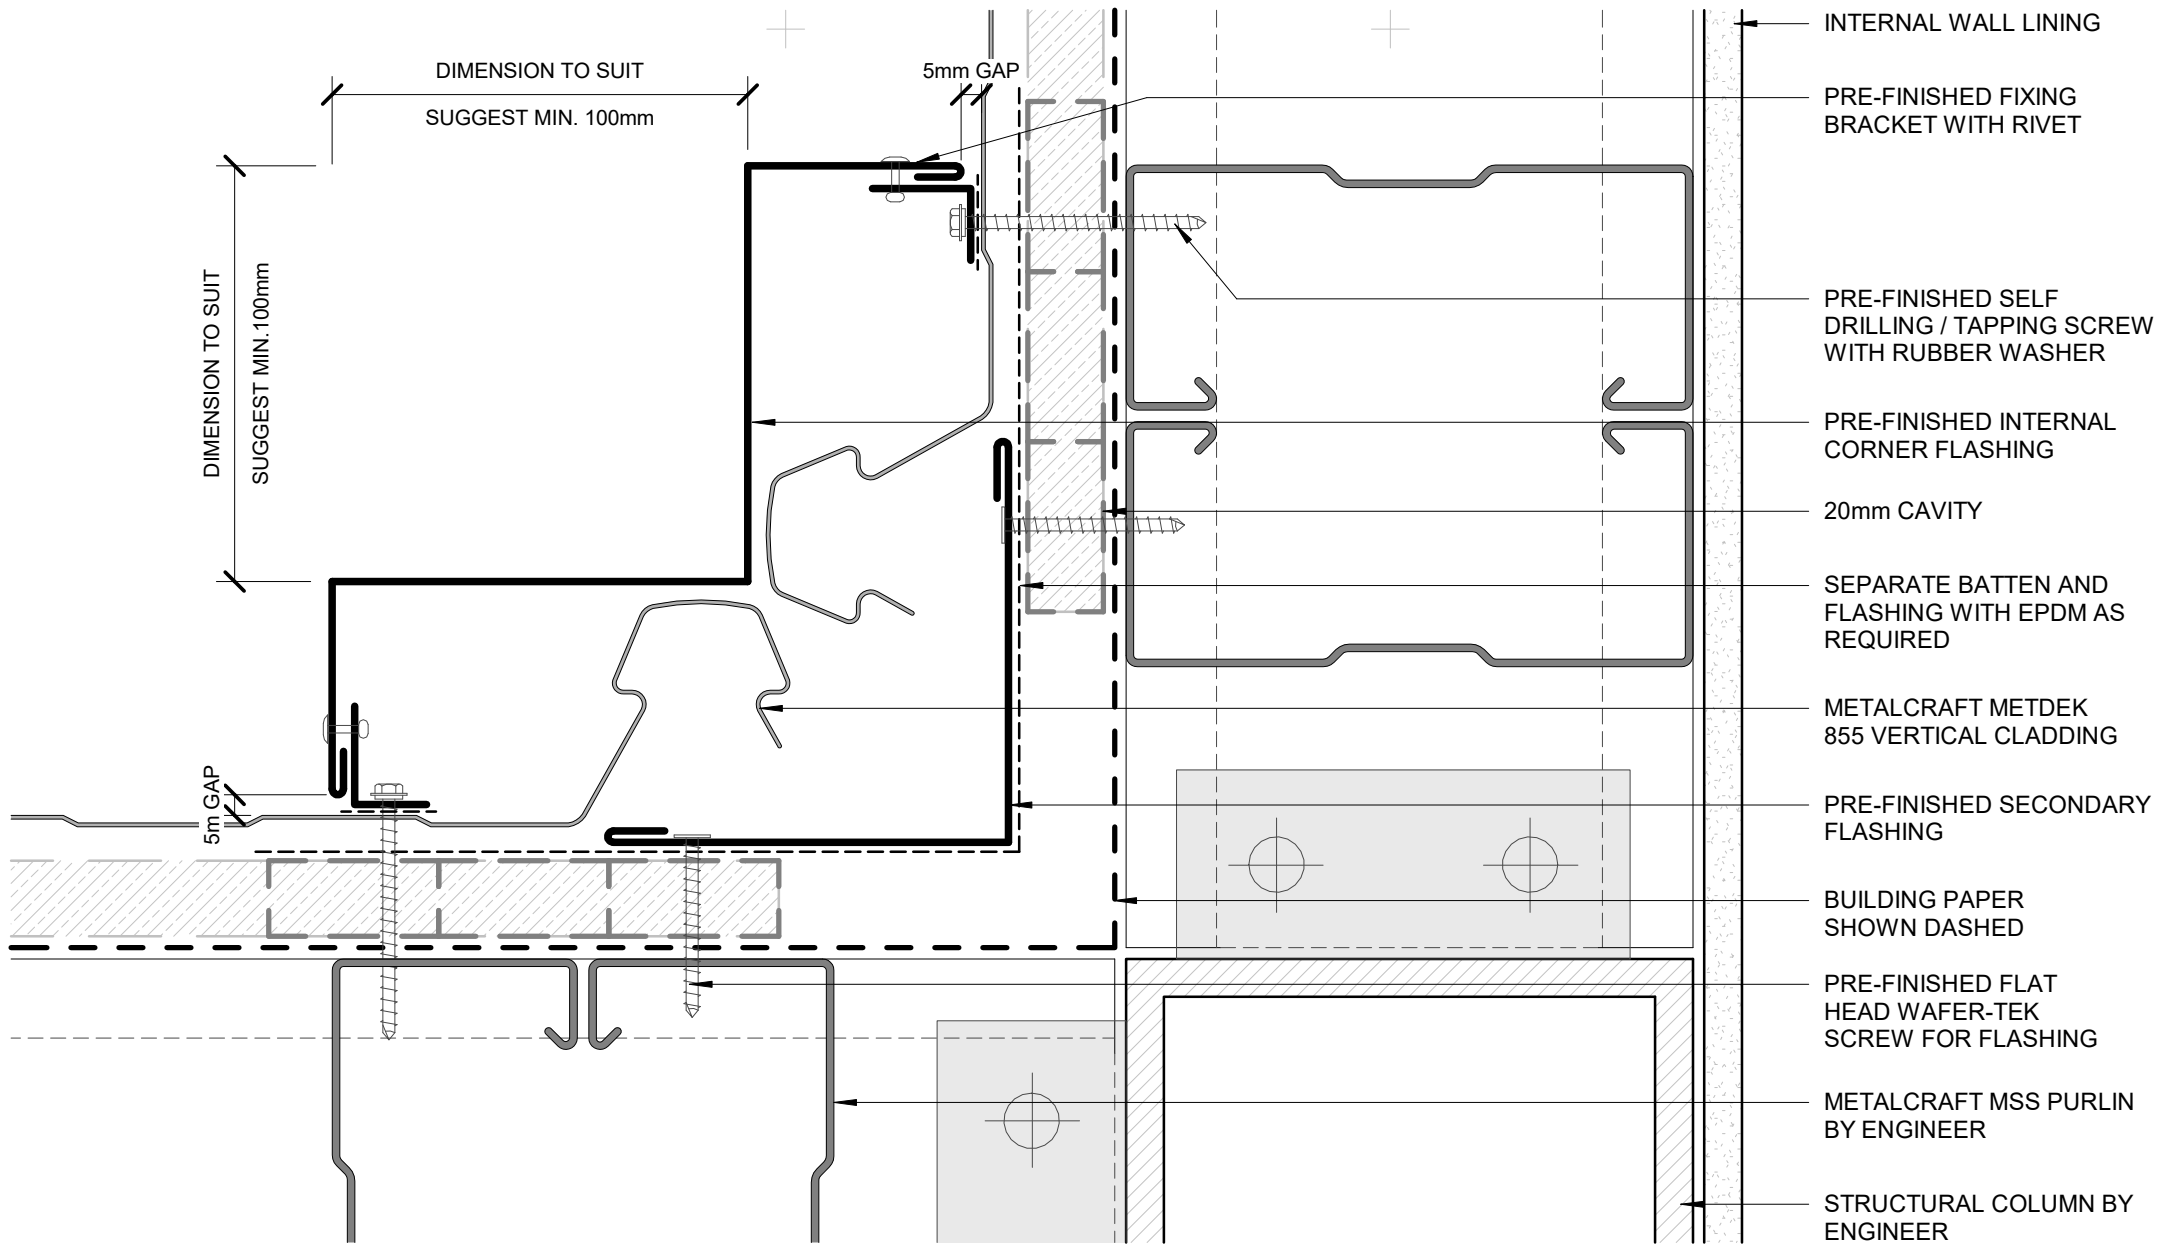 DIMENSION TO SUIT
SUGGEST MIN. 100mm
5mm GAP
DIMENSION TO SUIT
SUGGEST MIN.100mm
5m GAP
INTERNAL WALL LINING
PRE-FINISHED FIXING
BRACKET WITH RIVET
PRE-FINISHED SELF
DRILLING / TAPPING SCREW
WITH RUBBER WASHER
PRE-FINISHED INTERNAL
CORNER FLASHING
20mm CAVITY
SEPARATE BATTEN AND
FLASHING WITH EPDM AS
REQUIRED
METALCRAFT METDEK
855 VERTICAL CLADDING
PRE-FINISHED SECONDARY
FLASHING
BUILDING PAPER
SHOWN DASHED
PRE-FINISHED FLAT
HEAD WAFER-TEK
SCREW FOR FLASHING
METALCRAFT MSS PURLIN
BY ENGINEER
STRUCTURAL COLUMN BY
ENGINEER